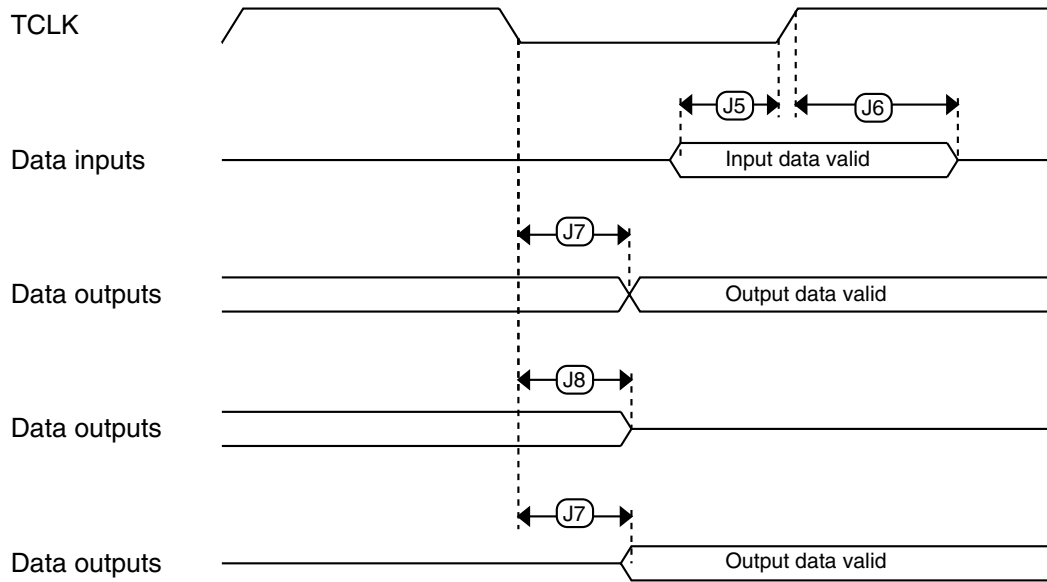 TCLK
J5
J6
Data inputs
Input data valid
J7
Data outputs
Output data valid
J8
Data outputs
J7
Data outputs
Output data valid